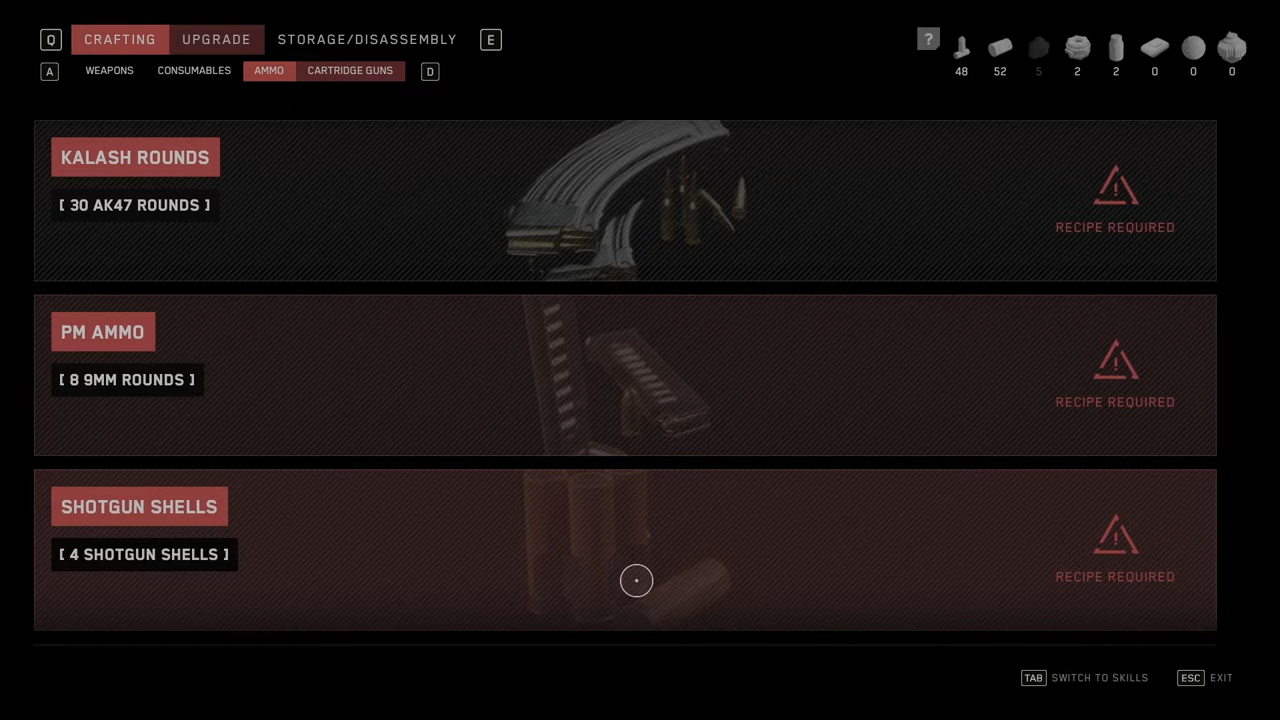 Q CRAFTING UPGRADE STORAGE/DISASSEMBLY E ?
A WEAPONS CONSUMABLES AMMO CARTRIDGE GUNS D
48 52 5 2 2 0 0 0
KALASH ROUNDS
[ 30 AK47 ROUNDS ]
RECIPE REQUIRED
PM AMMO
[ 8 9MM ROUNDS ]
RECIPE REQUIRED
SHOTGUN SHELLS
[ 4 SHOTGUN SHELLS ]
RECIPE REQUIRED
TAB SWITCH TO SKILLS ESC EXIT